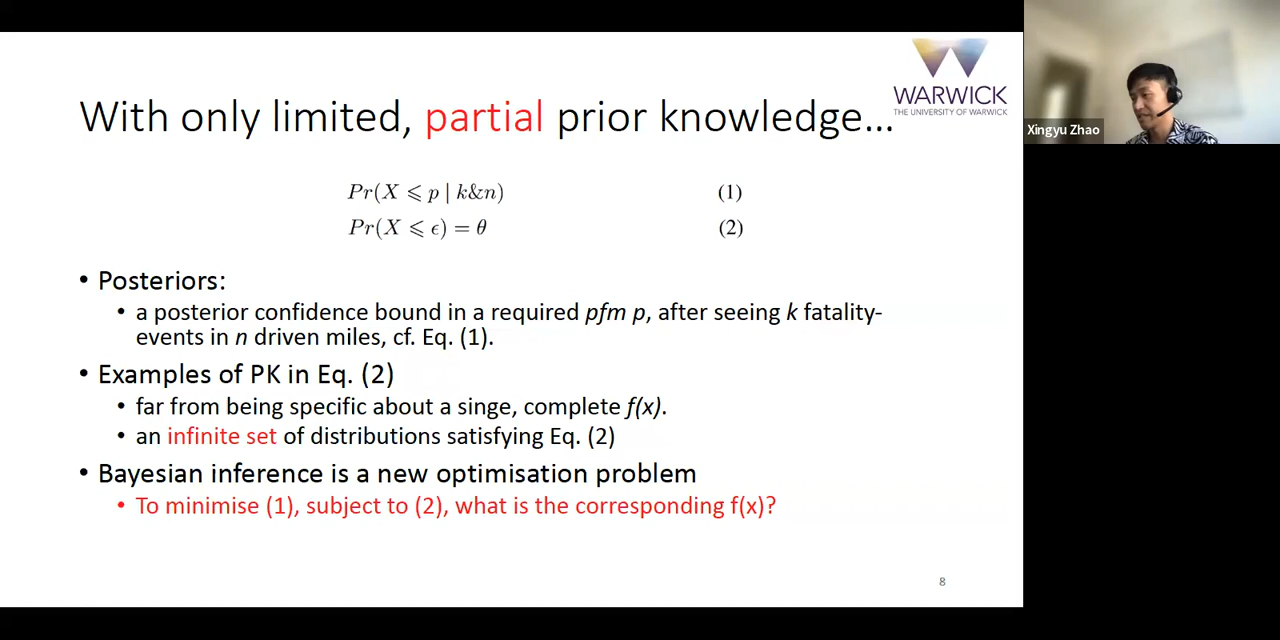 WARWICK
THE UNIVERSITY OF WARWICK
With only limited, partial prior knowledge…
Pr(X ⩽ p | k&n) (1)
Pr(X ⩽ ϵ) = θ (2)
• Posteriors:
• a posterior confidence bound in a required pfm p, after seeing k fatality-
events in n driven miles, cf. Eq. (1).
• Examples of PK in Eq. (2)
• far from being specific about a singe, complete f(x).
• an infinite set of distributions satisfying Eq. (2)
• Bayesian inference is a new optimisation problem
• To minimise (1), subject to (2), what is the corresponding f(x)?
8
Xingyu Zhao